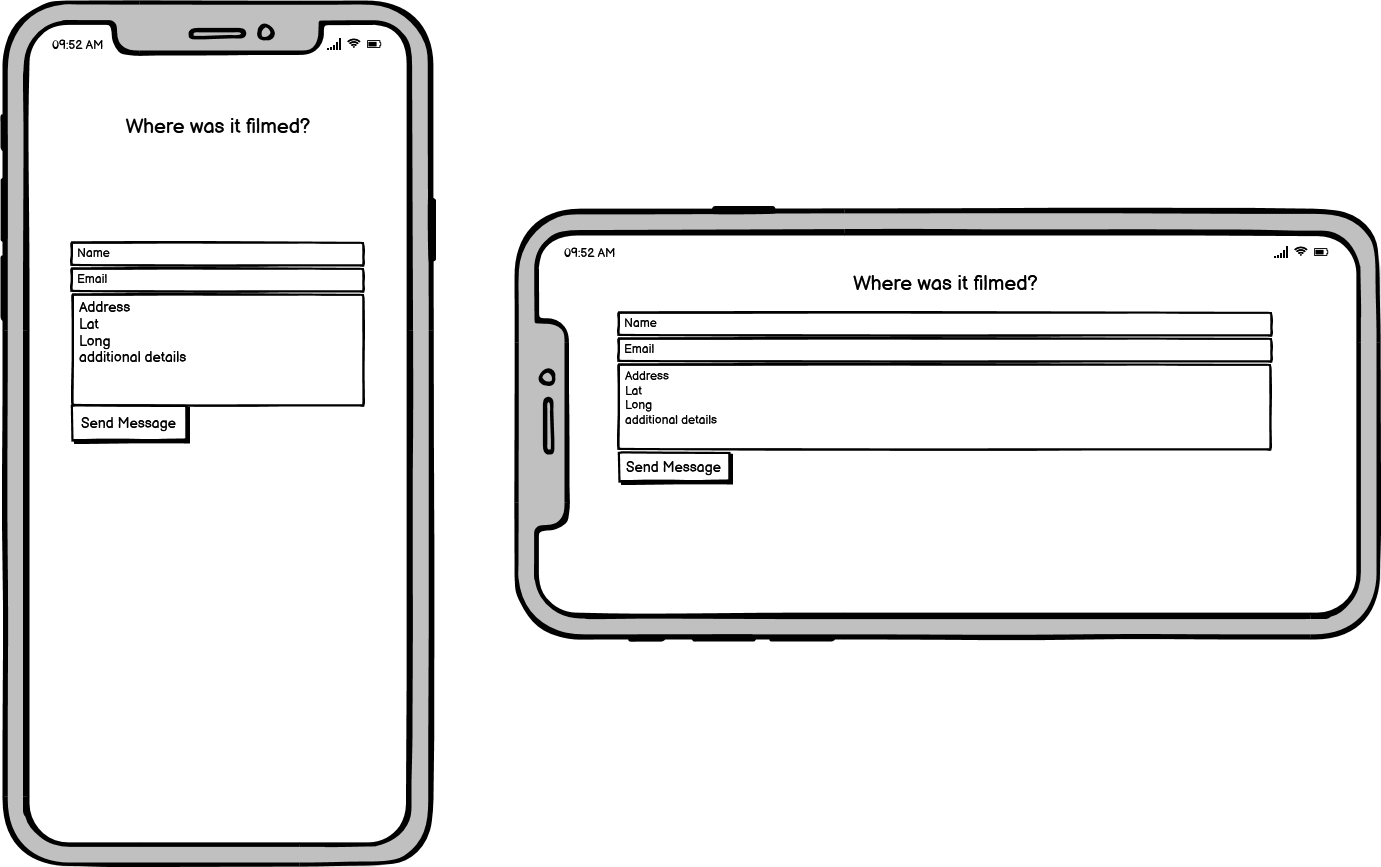 09:52 AM
Where was it filmed?
Name
Email
Address
Lat
Long
additional details
Send Message
09:52 AM
Where was it filmed?
Name
Email
Address
Lat
Long
additional details
Send Message